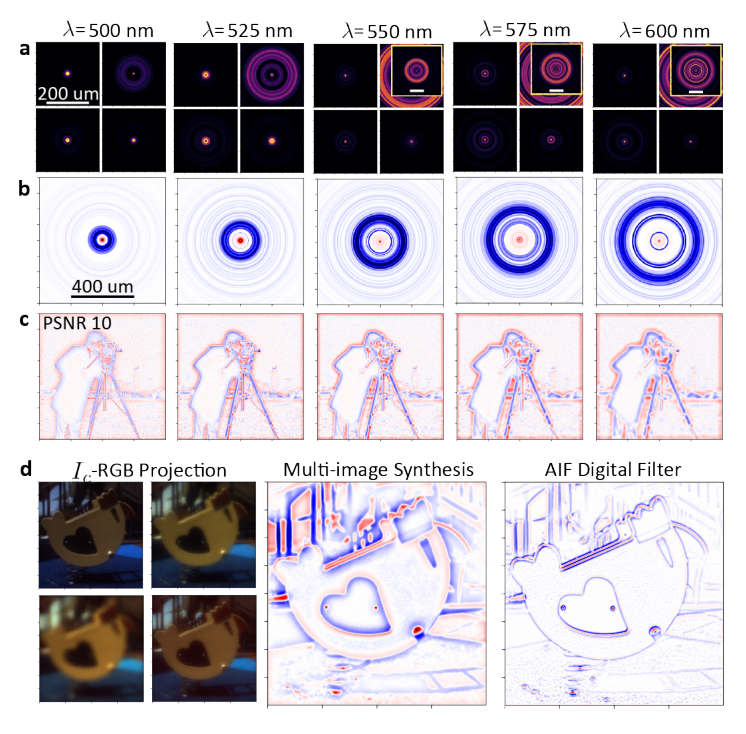 λ= 500 nm λ= 525 nm λ= 550 nm λ= 575 nm λ= 600 nm
a
200 um
b
400 um
c PSNR 10
d I_c-RGB Projection Multi-image Synthesis AIF Digital Filter